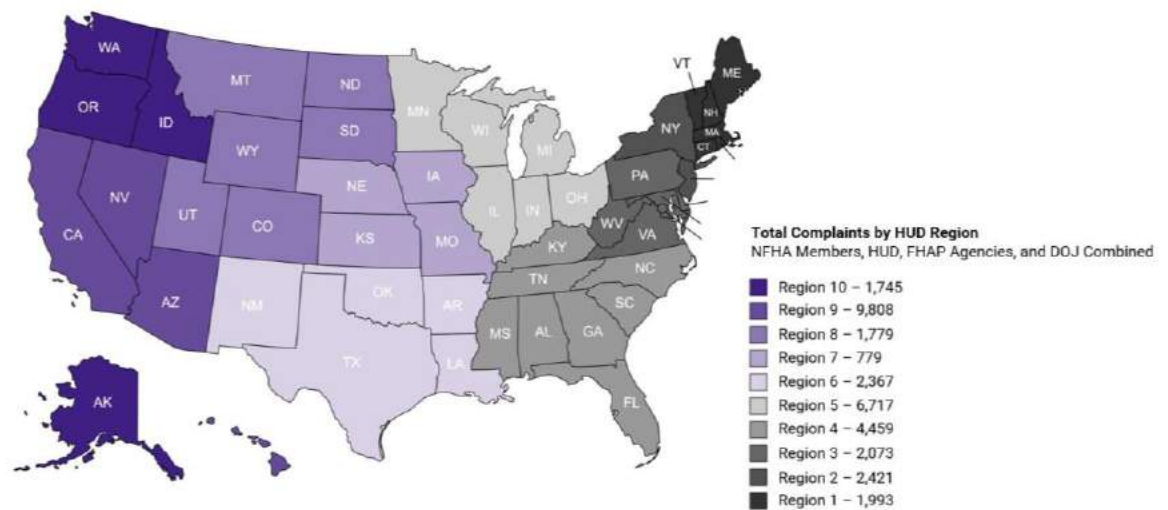 WA
MT
ND
MN
VT
ME
OR
ID
SD
WI
MI
NY
NH
MA
CT
WY
NE
IA
PA
NV
UT
CO
IL
IN
OH
WV
VA
CA
KS
MO
KY
AZ
NM
OK
AR
TN
NC
SC
MS
AL
GA
TX
LA
FL
AK
Total Complaints by HUD Region
NFHA Members, HUD, FHAP Agencies, and DOJ Combined
Region 10 – 1,745
Region 9 – 9,808
Region 8 – 1,779
Region 7 – 779
Region 6 – 2,367
Region 5 – 6,717
Region 4 – 4,459
Region 3 – 2,073
Region 2 – 2,421
Region 1 – 1,993